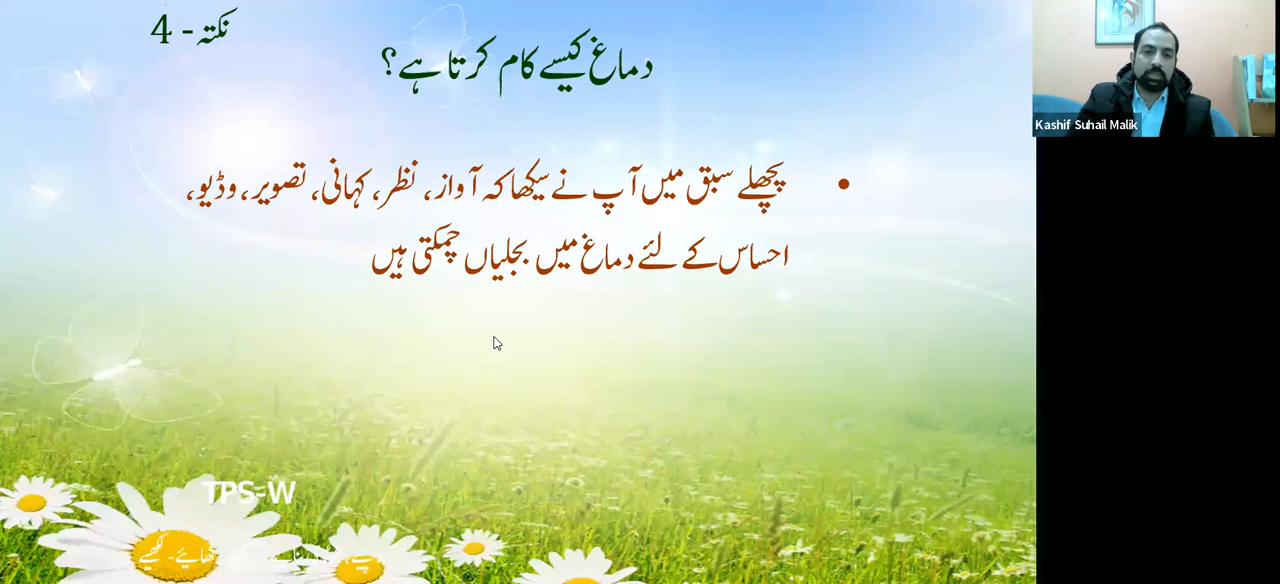 نکتہ - 4
دماغ کیسے کام کرتا ہے؟
• پچھلے سبق میں آپ نے سیکھا کہ آواز، نظر، کہانی، تصویر، وڈیو،
احساس کے لئے دماغ میں بجلیاں چمکتی ہیں
Kashif Suhail Malik
TPS-W